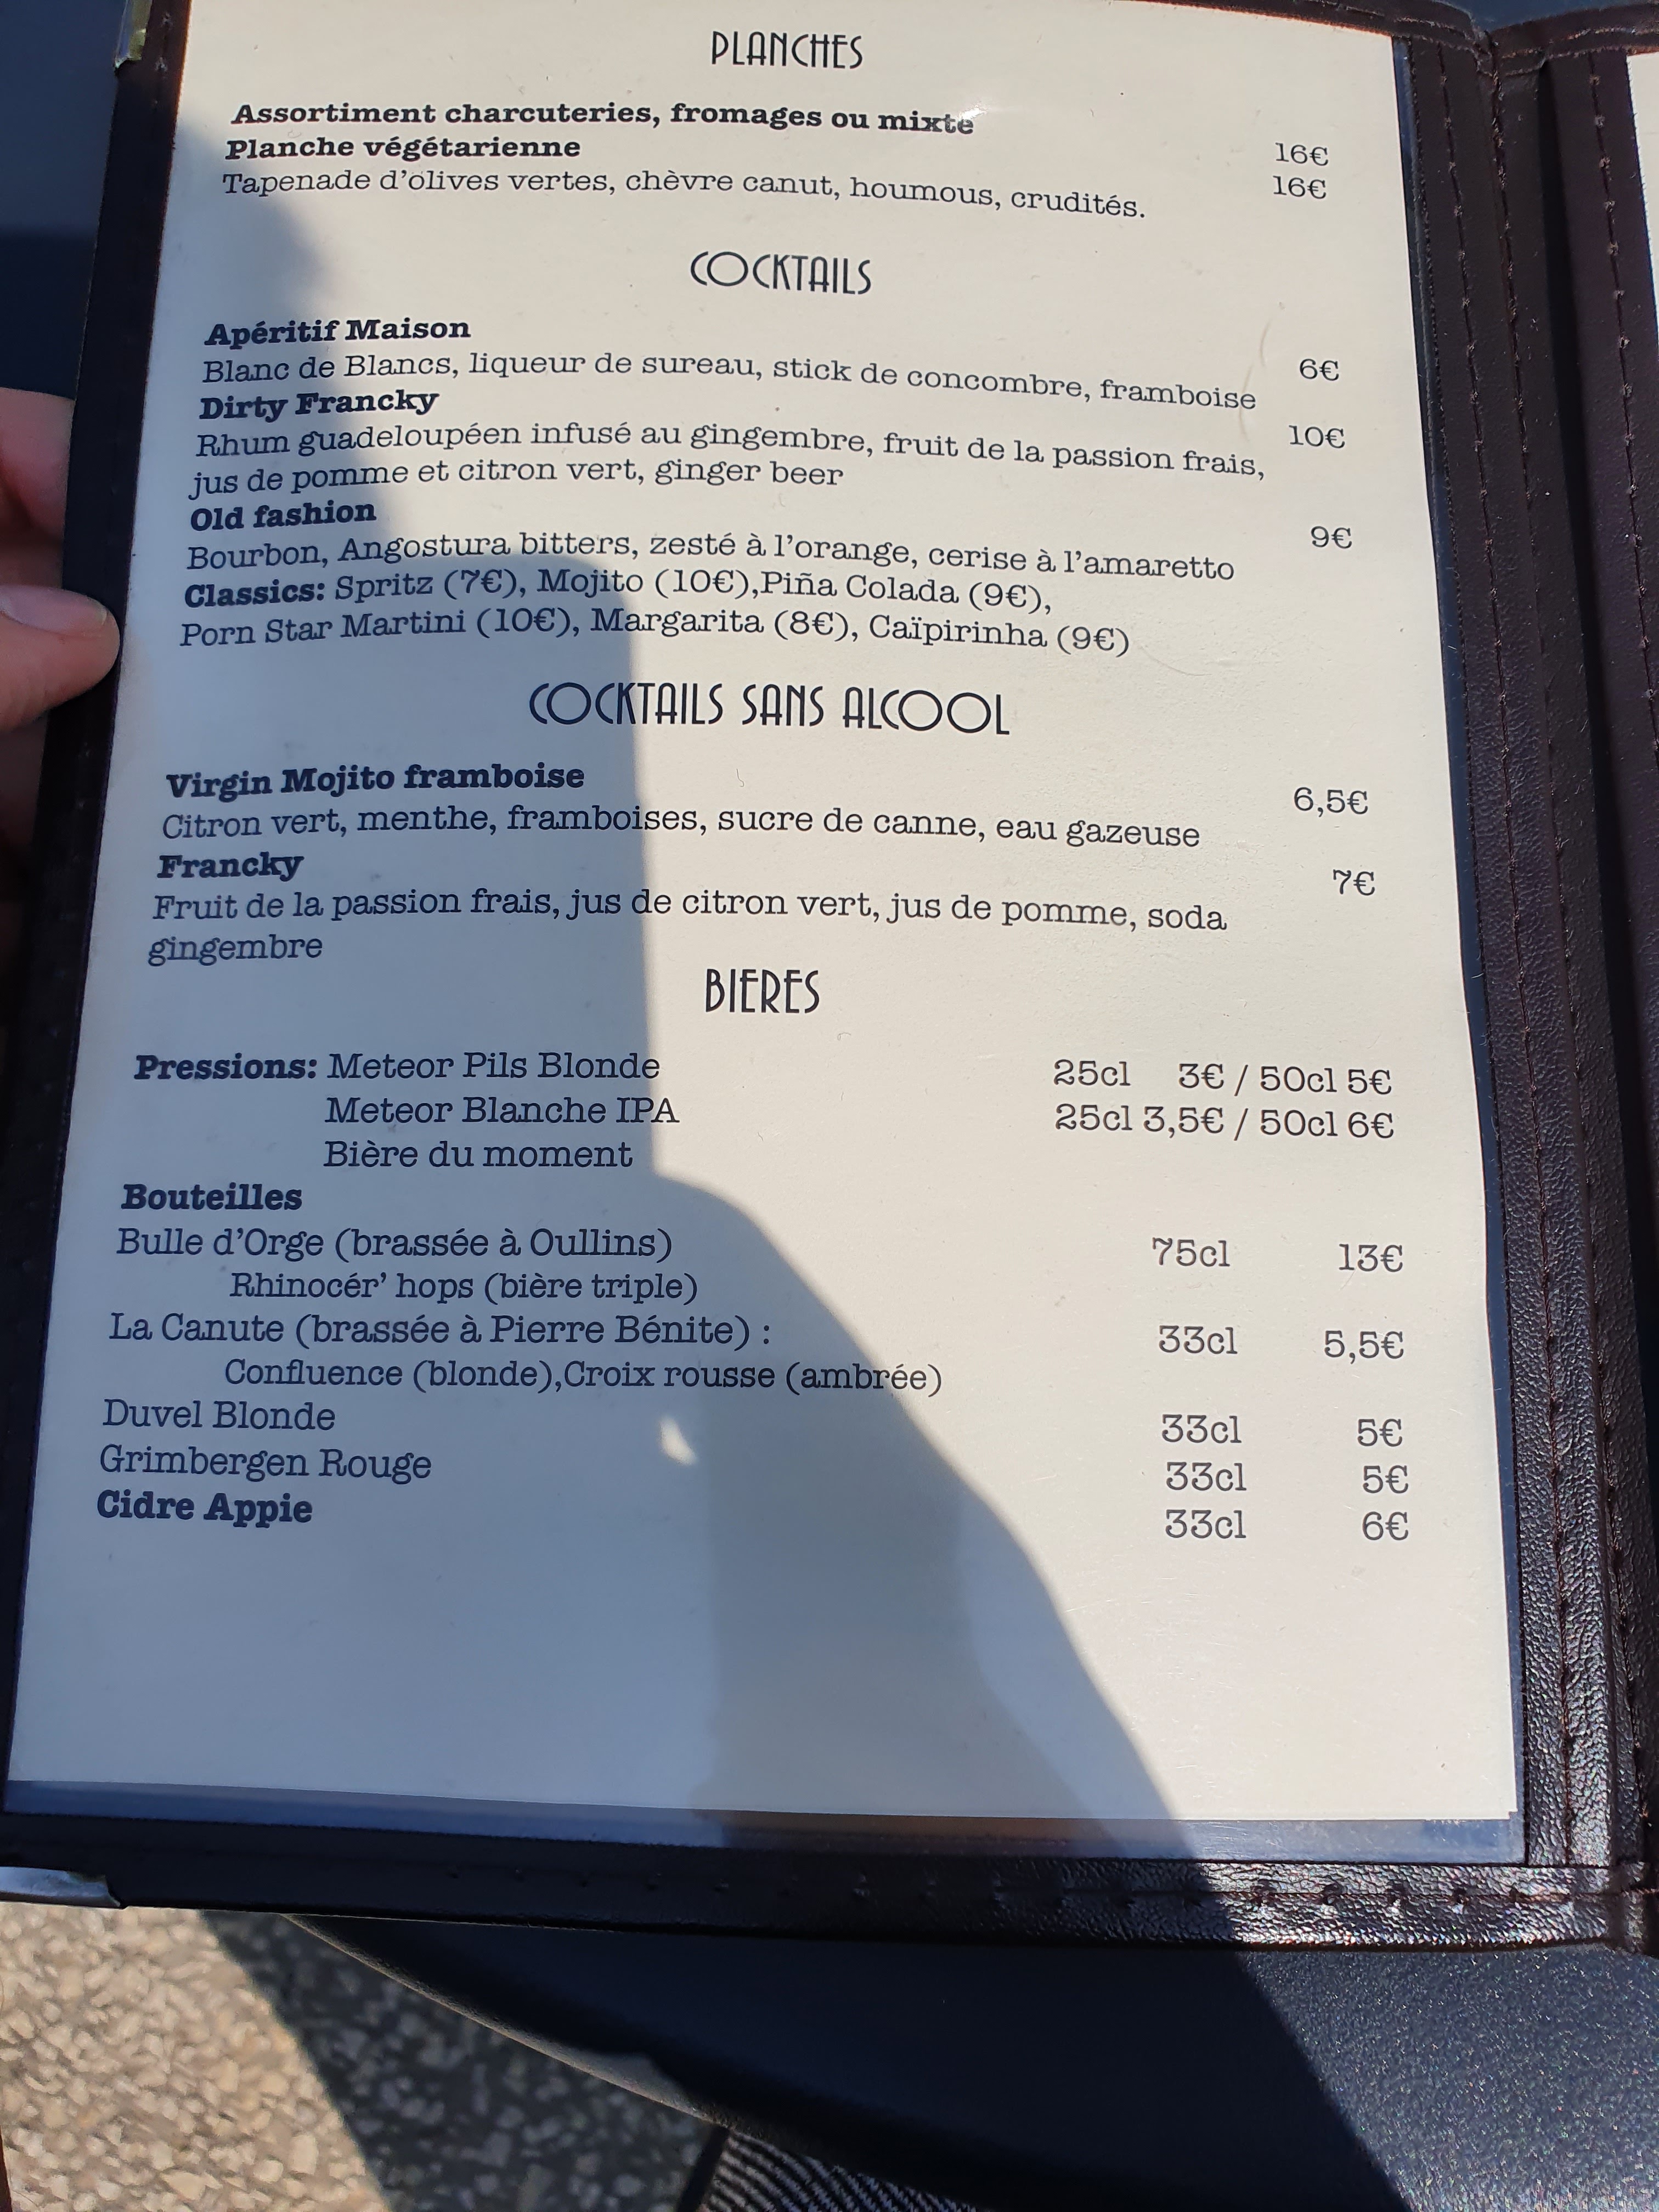 PLANCHES
Assortiment charcuteries, fromages ou mixte 16€
Planche végétarienne 16€
Tapenade d'olives vertes, chèvre canut, houmous, crudités.
COCKTAILS
Apéritif Maison 6€
Blanc de Blancs, liqueur de sureau, stick de concombre, framboise
Dirty Francky 10€
Rhum guadeloupéen infusé au gingembre, fruit de la passion frais,
jus de pomme et citron vert, ginger beer
Old fashion 9€
Bourbon, Angostura bitters, zesté à l'orange, cerise à l'amaretto
Classics: Spritz (7€), Mojito (10€),Piña Colada (9€),
Porn Star Martini (10€), Margarita (8€), Caïpirinha (9€)
COCKTAILS SANS ALCOOL
Virgin Mojito framboise 6,5€
Citron vert, menthe, framboises, sucre de canne, eau gazeuse
Francky 7€
Fruit de la passion frais, jus de citron vert, jus de pomme, soda
gingembre
BIERES
Pressions: Meteor Pils Blonde 25cl 3€ / 50cl 5€
Meteor Blanche IPA 25cl 3,5€ / 50cl 6€
Bière du moment
Bouteilles
Bulle d'Orge (brassée à Oullins) 75cl 13€
Rhinocér' hops (bière triple)
La Canute (brassée à Pierre Bénite) : 33cl 5,5€
Confluence (blonde),Croix rousse (ambrée)
Duvel Blonde 33cl 5€
Grimbergen Rouge 33cl 5€
Cidre Appie 33cl 6€